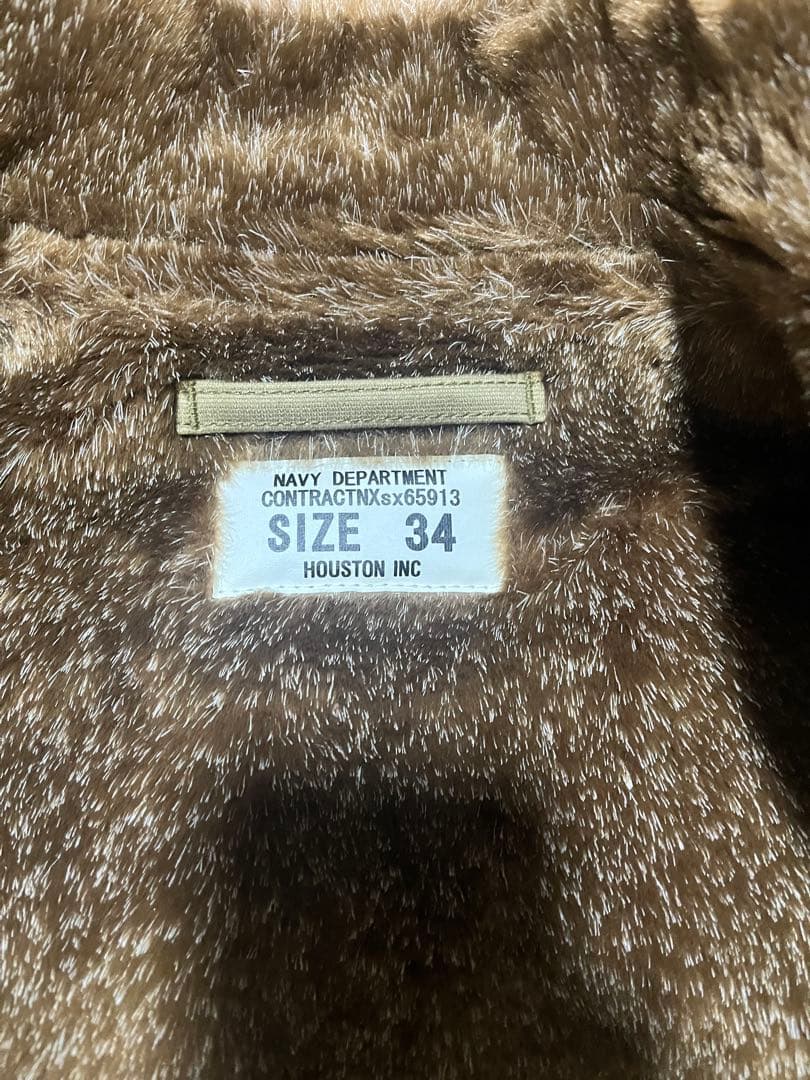 NAVY DEPARTMENT
CONTRACTNXsx65913
SIZE 34
HOUSTON INC